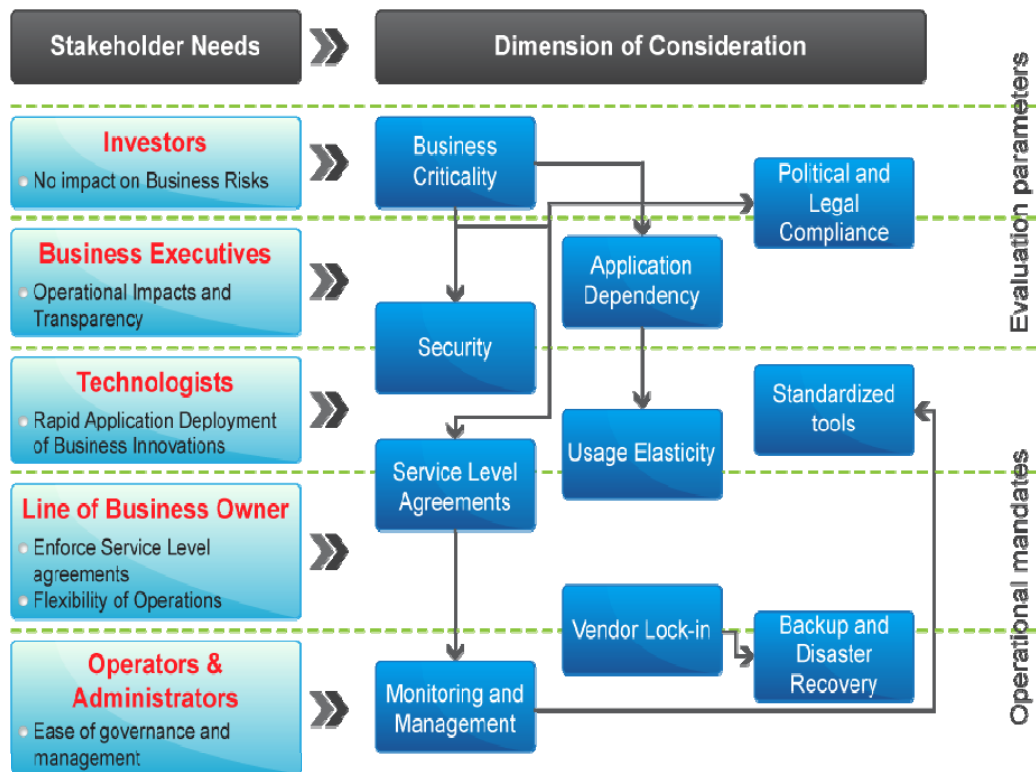 Stakeholder Needs
Dimension of Consideration
Investors
No impact on Business Risks
Business Executives
Operational Impacts and
Transparency
Technologists
Rapid Application Deployment
of Business Innovations
Line of Business Owner
Enforce Service Level
agreements
Flexibility of Operations
Operators &
Administrators
Ease of governance and
management
Business
Criticality
Political and
Legal
Compliance
Application
Dependency
Security
Standardized
tools
Usage Elasticity
Service Level
Agreements
Vendor Lock-in
Backup and
Disaster
Recovery
Monitoring and
Management
Evaluation parameters
Operational mandates